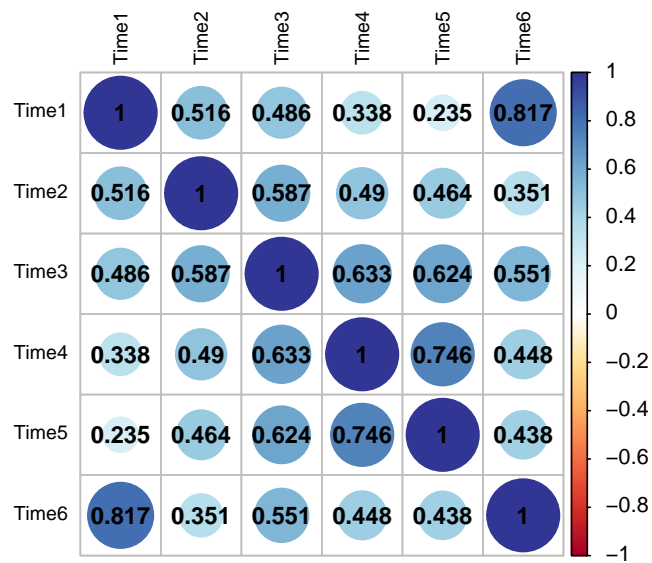 Time1 Time2 Time3 Time4 Time5 Time6
Time1 1 0.516 0.486 0.338 0.235 0.817
Time2 0.516 1 0.587 0.49 0.464 0.351
Time3 0.486 0.587 1 0.633 0.624 0.551
Time4 0.338 0.49 0.633 1 0.746 0.448
Time5 0.235 0.464 0.624 0.746 1 0.438
Time6 0.817 0.351 0.551 0.448 0.438 1
1
0.8
0.6
0.4
0.2
0
−0.2
−0.4
−0.6
−0.8
−1